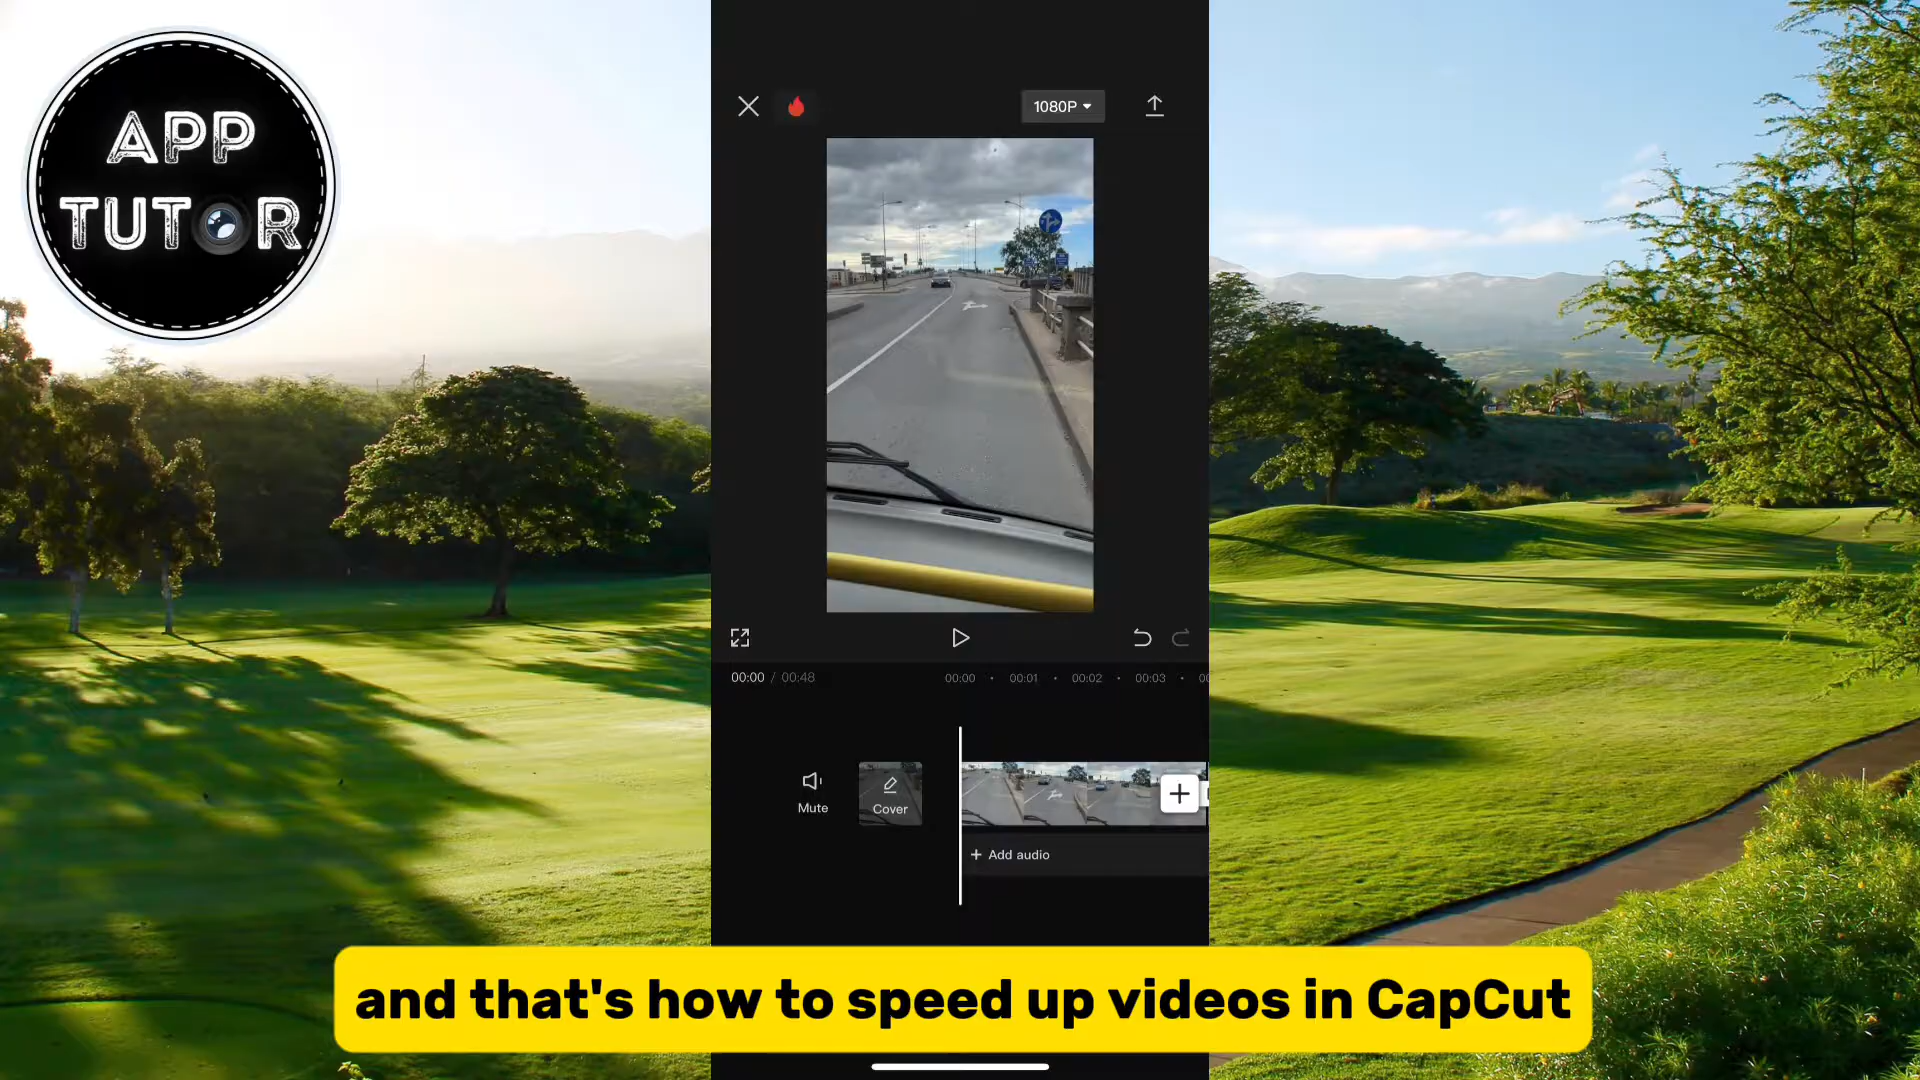 APP
TUTOR
1080P
00:00 / 00:48
00:00 · 00:01 · 00:02 · 00:03 ·
Mute
Cover
+ Add audio
and that's how to speed up videos in CapCut